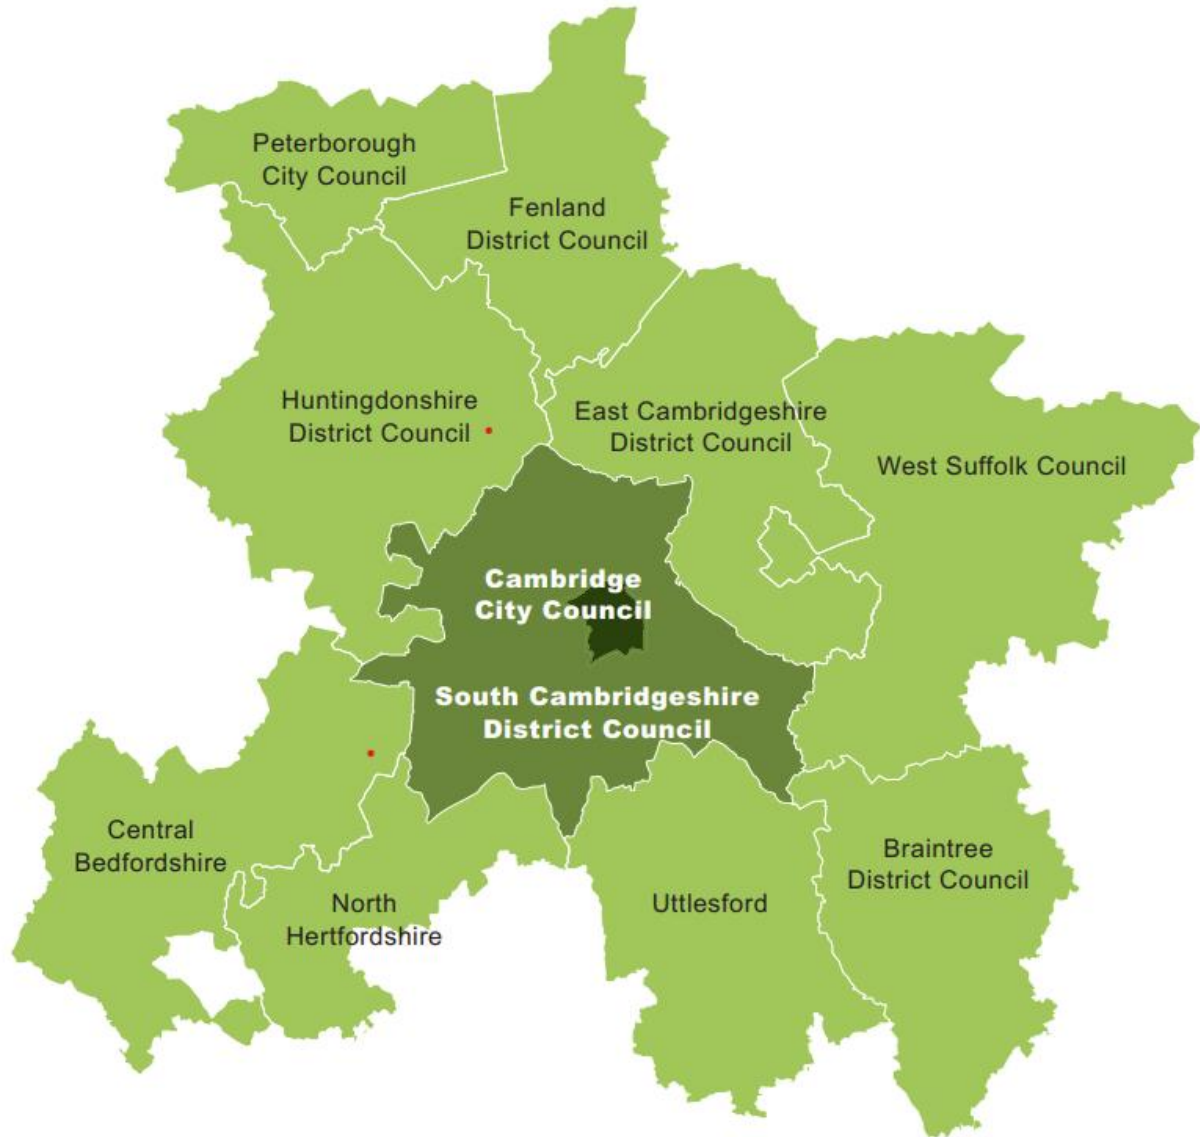 Peterborough
City Council
Fenland
District Council
Huntingdonshire
District Council
East Cambridgeshire
District Council
West Suffolk Council
Cambridge
City Council
South Cambridgeshire
District Council
Central
Bedfordshire
North
Hertfordshire
Uttlesford
Braintree
District Council